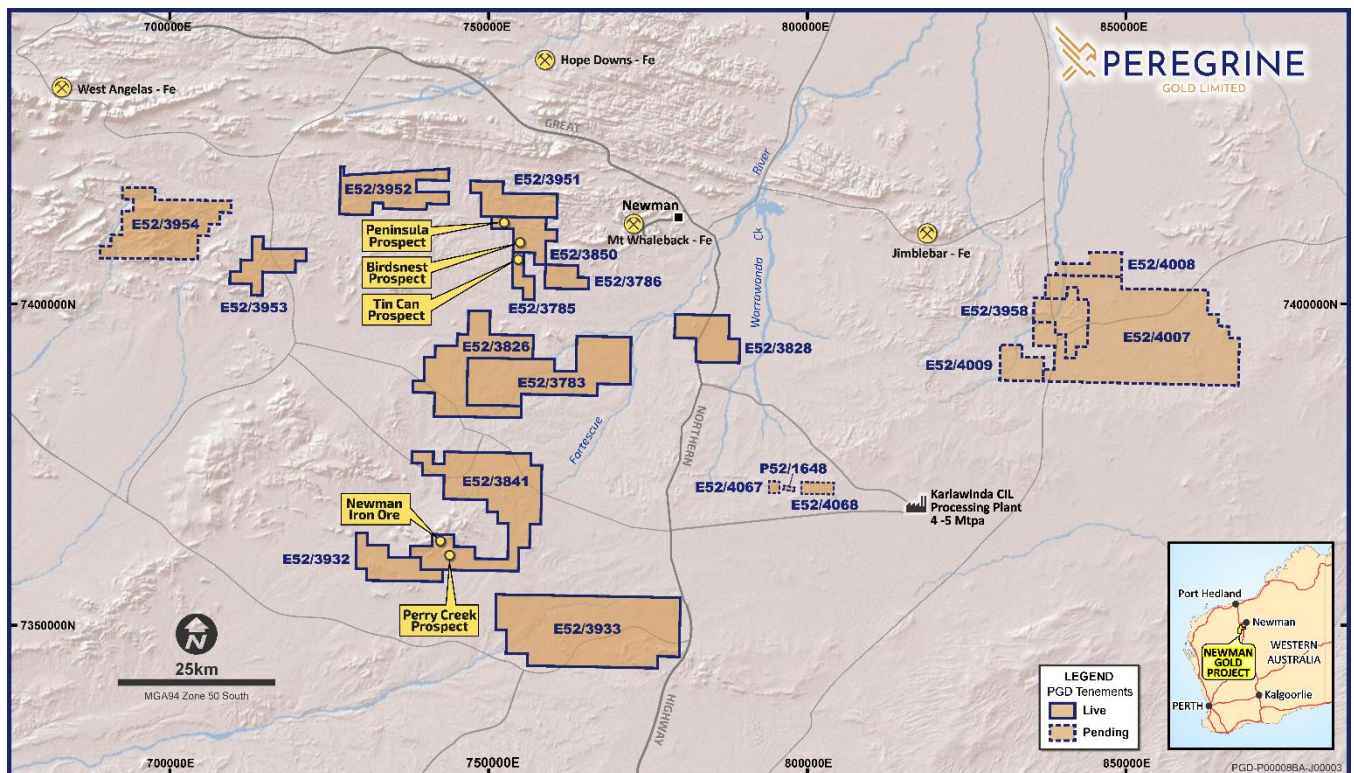 700000E
750000E
800000E
850000E
PEREGRINE
GOLD LIMITED
Hope Downs - Fe
West Angelas - Fe
GREAT
River
E52/3952
E52/3951
E52/3954
Newman
Peninsula
Prospect
Mt Whaleback - Fe
Ck
Jimblebar - Fe
Birdsnest
Prospect
E52/3850
E52/4008
E52/3786
Tin Can
Prospect
E52/3785
E52/3953
7400000N
7400000N
Warrawanda
E52/3958
E52/4007
E52/3826
E52/3828
E52/4009
E52/3783
Fortescue
NORTHERN
E52/3841
P52/1648
E52/4067
E52/4068
Karlawinda CIL
Processing Plant
4 -5 Mtpa
Newman
Iron Ore
E52/3932
Perry Creek
Prospect
7350000N
7350000N
E52/3933
N
25km
MGA94 Zone 50 South
HIGHWAY
LEGEND
PGD Tenements
Live
Pending
Port Hedland
Newman
NEWMAN
GOLD
PROJECT
WESTERN
AUSTRALIA
Kalgoorlie
PERTH
700000E
750000E
800000E
850000E
PGD-P00008BA-J00003